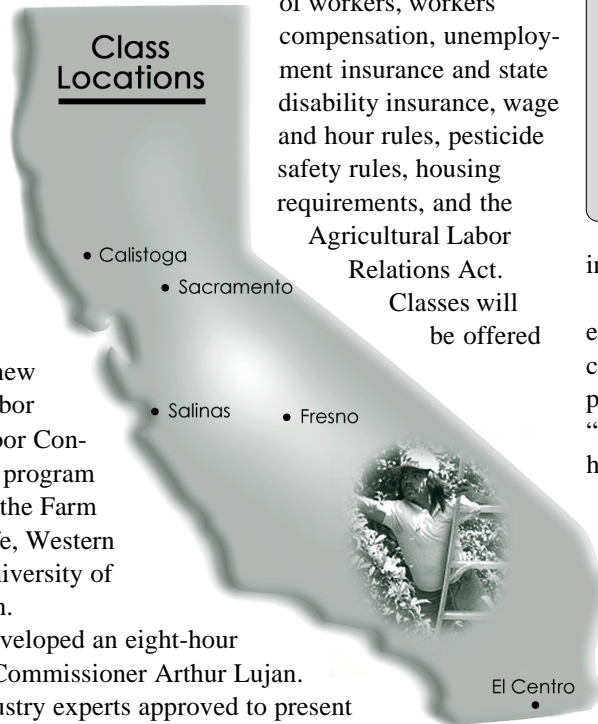 Class
Locations
of workers, workers
compensation, unemploy-
ment insurance and state
disability insurance, wage
and hour rules, pesticide
safety rules, housing
requirements, and the
Agricultural Labor
Relations Act.
Classes will
be offered
Calistoga
Sacramento
Salinas
Fresno
El Centro
new
bor
bor Con-
program
the Farm
e, Western
niversity of
n.
veloped an eight-hour
Commissioner Arthur Lujan.
ustry experts approved to present
in
e
c
p
“
h